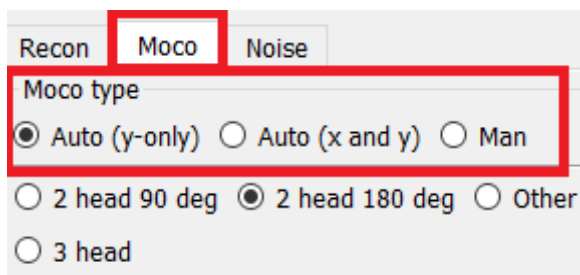 Recon Moco Noise
Moco type
Auto (y-only) Auto (x and y) Man
2 head 90 deg 2 head 180 deg Other
3 head